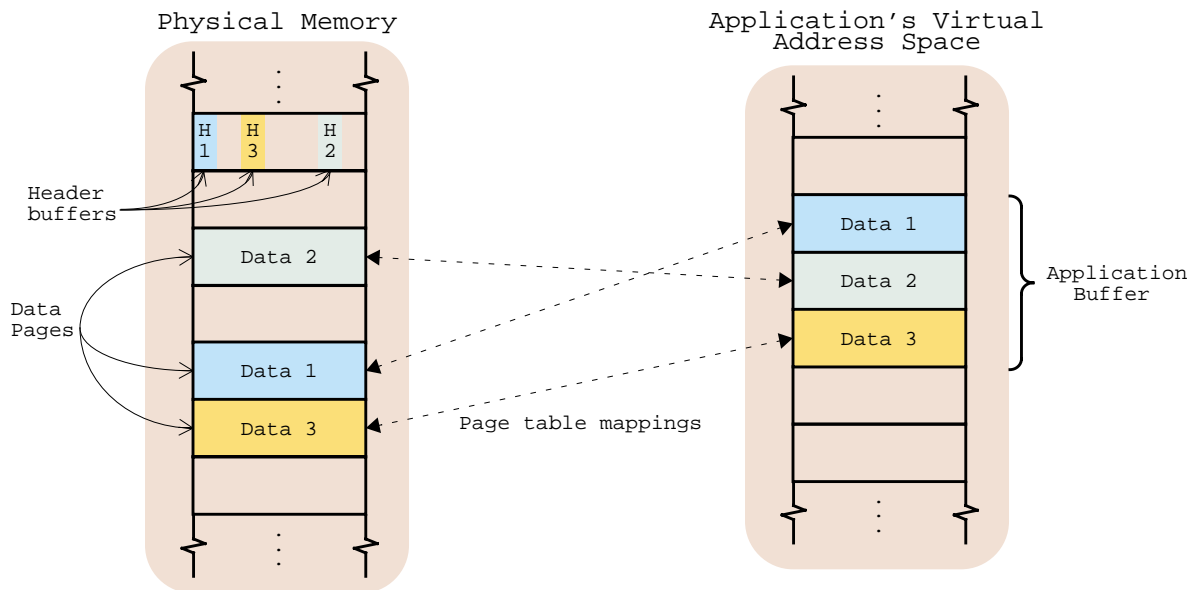 Physical Memory
H 1
H 3
H 2
Header
buffers
Data 2
Data
Pages
Data 1
Data 3
Page table mappings
Application's Virtual
Address Space
Data 1
Data 2
Data 3
Application
Buffer